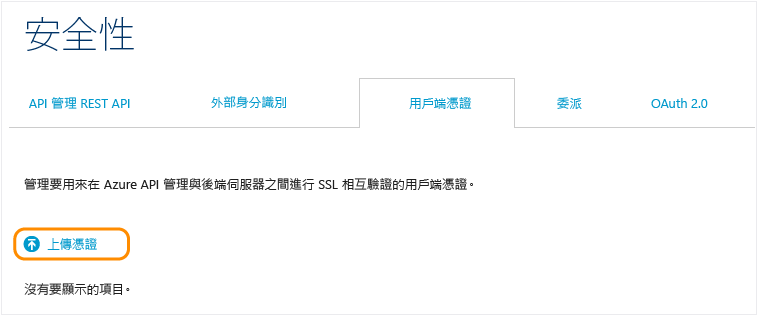 安全性
API 管理 REST API
外部身分識別
用戶端憑證
委派
OAuth 2.0
管理要用來在 Azure API 管理與後端伺服器之間進行 SSL 相互驗證的用戶端憑證。
上傳憑證
沒有要顯示的項目。